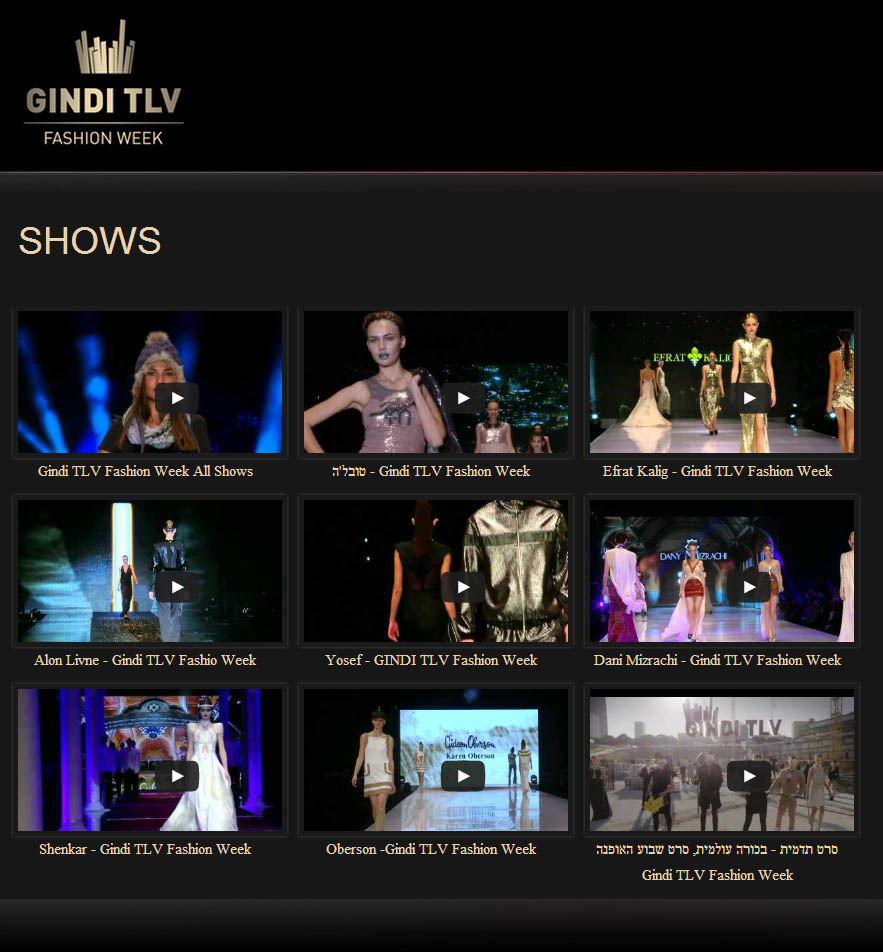 GINDI TLV
FASHION WEEK
SHOWS
EFRAT KALIG
Gindi TLV Fashion Week All Shows
טובל'ה - Gindi TLV Fashion Week
Efrat Kalig - Gindi TLV Fashion Week
DANY MIZRACHI
Alon Livne - Gindi TLV Fashio Week
Yosef - GINDI TLV Fashion Week
Dani Mizrachi - Gindi TLV Fashion Week
Gideon Oberson
Karen Oberson
GINDI TLV
Shenkar - Gindi TLV Fashion Week
Oberson -Gindi TLV Fashion Week
סרט תדמית - בכורה עולמית, סרט שבוע האופנה
Gindi TLV Fashion Week